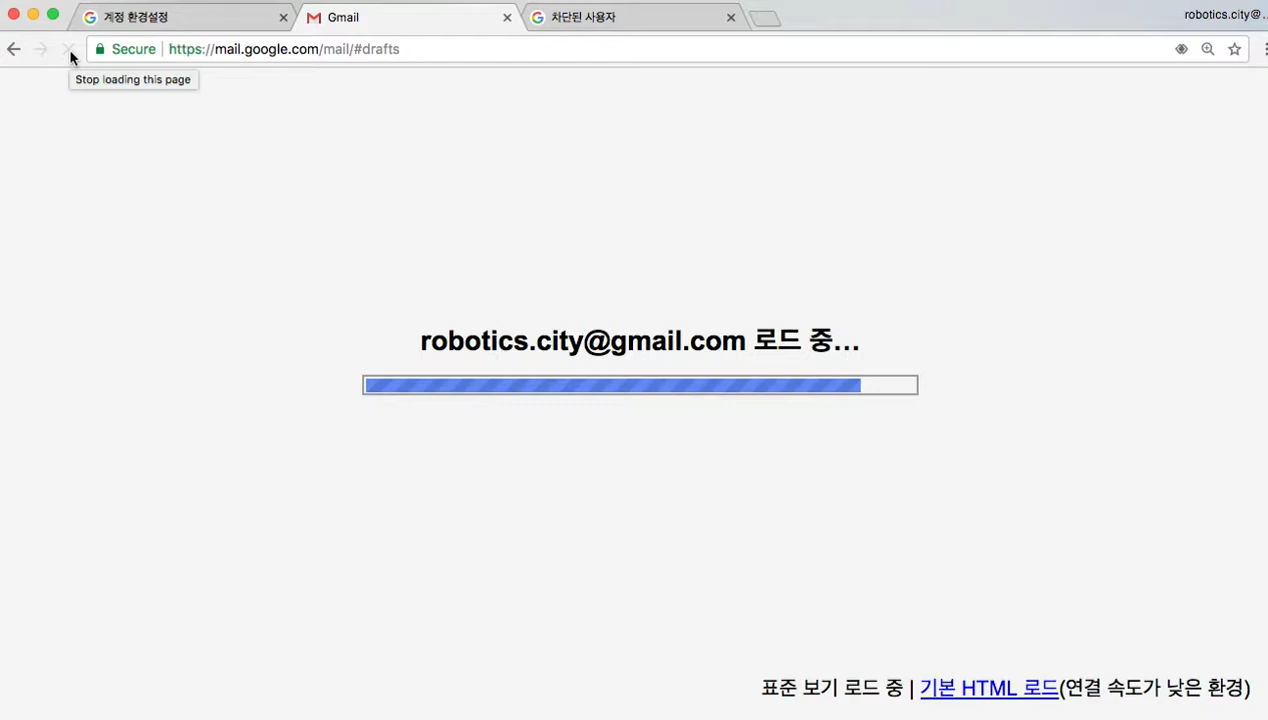 계정 환경설정
Gmail
차단된 사용자
robotics.city@..
Secure https://mail.google.com/mail/#drafts
Stop loading this page
robotics.city@gmail.com 로드 중...
표준 보기 로드 중 | 기본 HTML 로드(연결 속도가 낮은 환경)